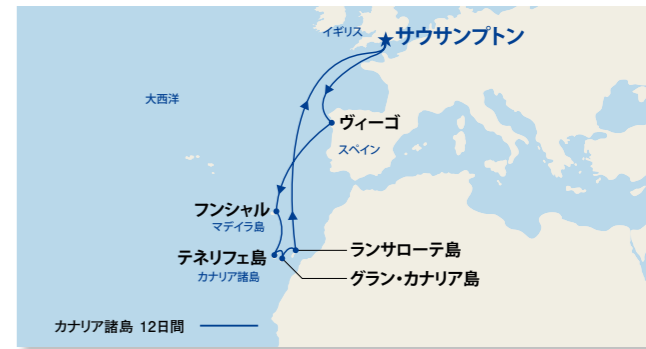 イギリス
サウサンプトン
大西洋
ヴィーゴ
スペイン
フンシャル
マデイラ島
テネリフェ島
カナリア諸島
ランサローテ島
グラン・カナリア島
カナリア諸島 12日間